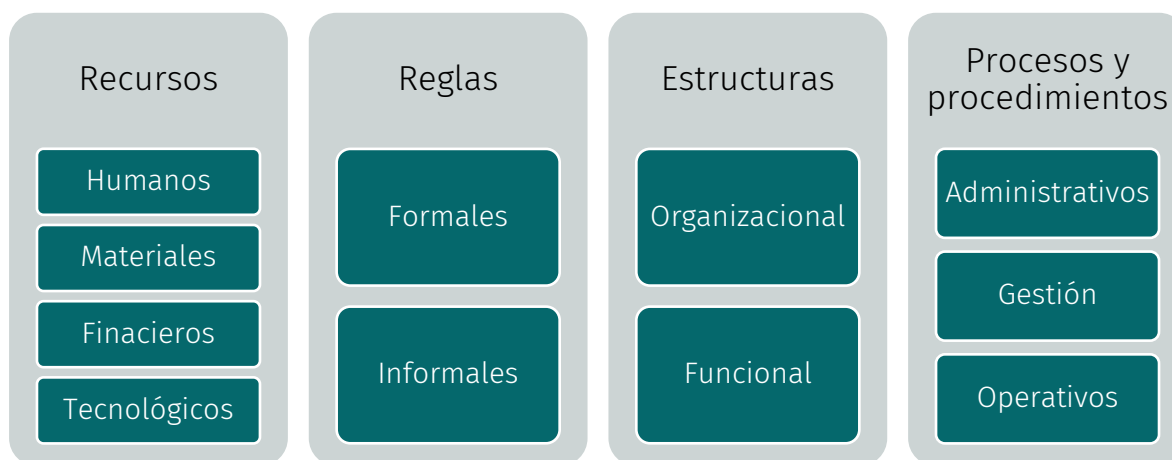 Recursos
Humanos
Materiales
Finacieros
Tecnológicos
Reglas
Formales
Informales
Estructuras
Organizacional
Funcional
Procesos y
procedimientos
Administrativos
Gestión
Operativos